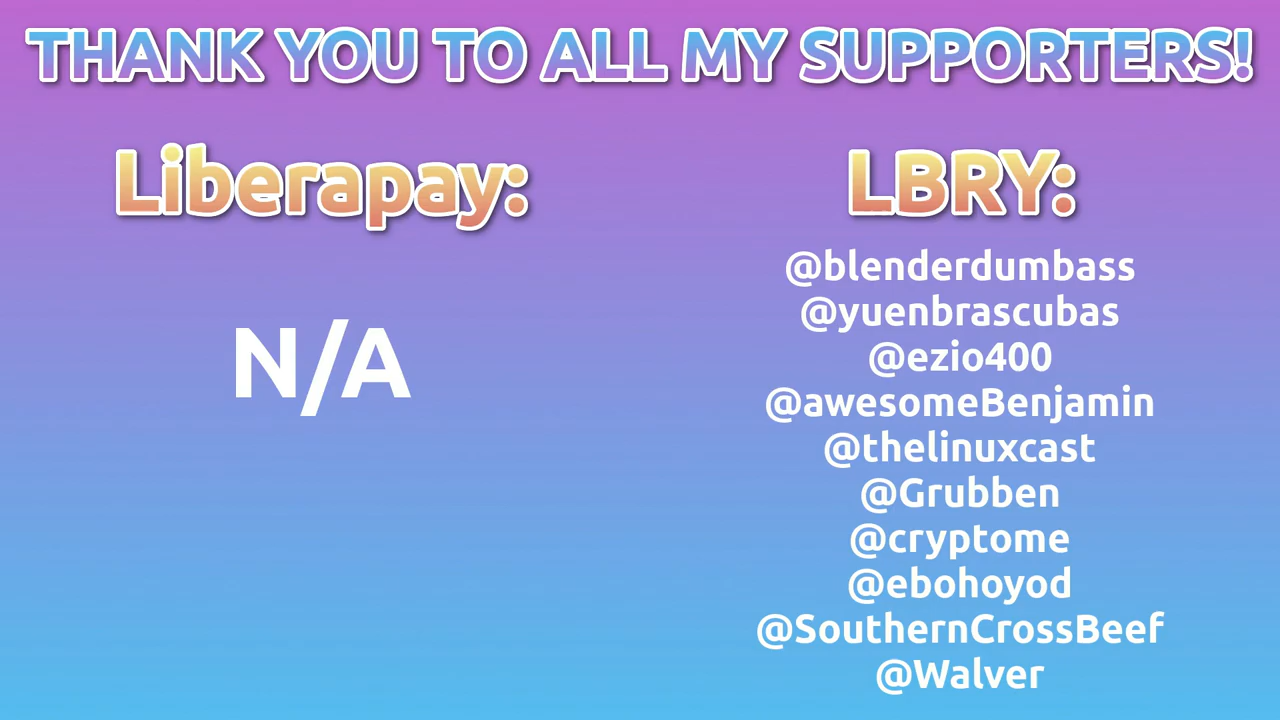 THANK YOU TO ALL MY SUPPORTERS!
Liberapay:
N/A
LBRY:
@blenderdumbass
@yuenbrascubas
@ezio400
@awesomeBenjamin
@thelinuxcast
@Grubben
@cryptome
@ebohoyod
@SouthernCrossBeef
@Walver